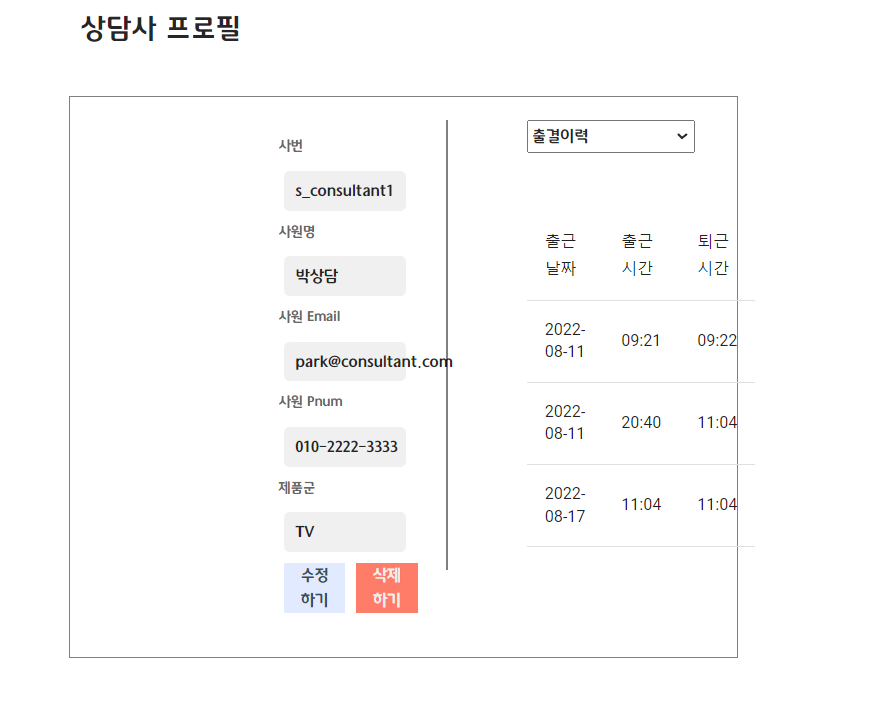 상담사 프로필
사번
s_consultant1
사원명
박상담
사원 Email
park@consultant.com
사원 Pnum
010-2222-3333
제품군
TV
수정
하기
삭제
하기
출결이력
출근
날짜
출근
시간
퇴근
시간
2022-
08-11
09:21
09:22
2022-
08-11
20:40
11:04
2022-
08-17
11:04
11:04